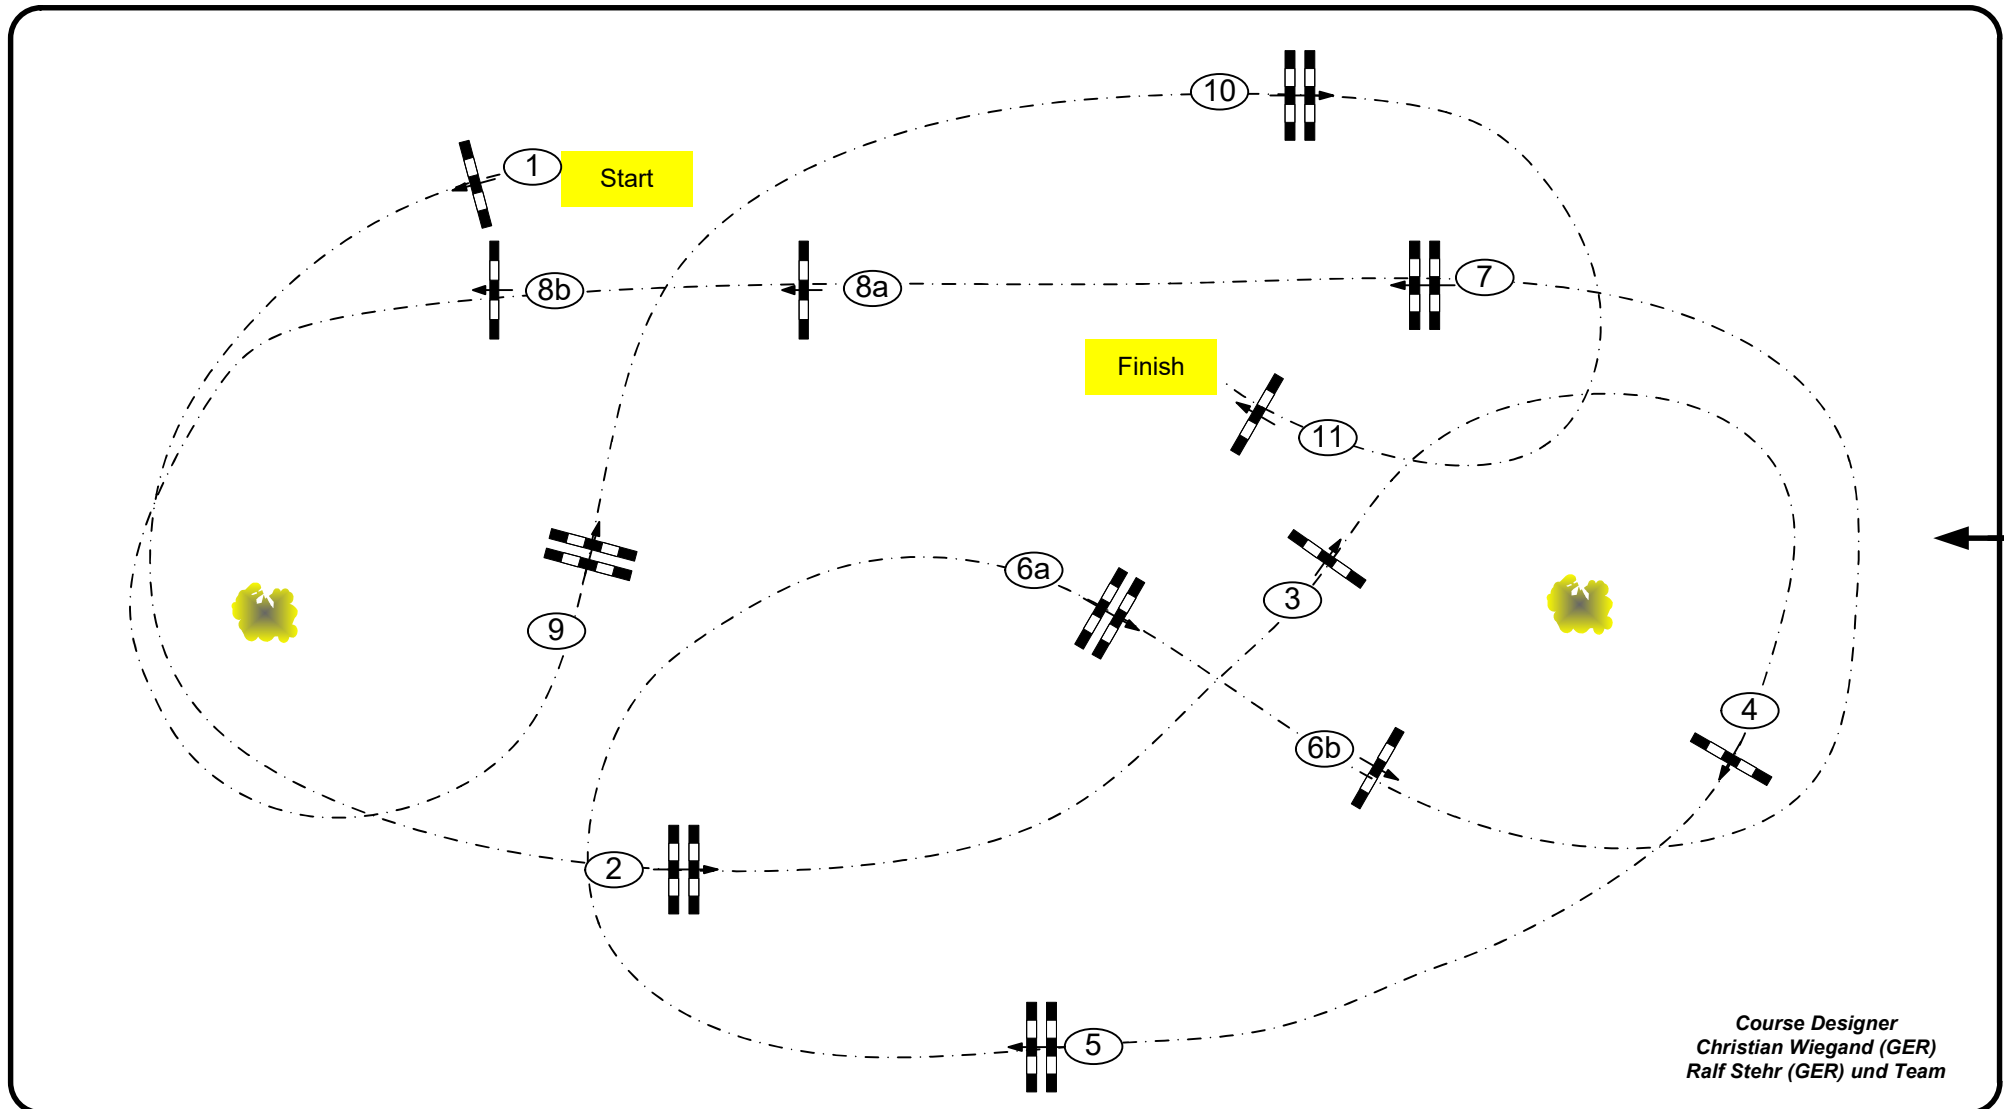 10
1
Start
8b
8a
7
Finish
11
6a
3
9
4
6b
2
5
Course Designer
Christian Wiegand (GER)
Ralf Stehr (GER) und Team